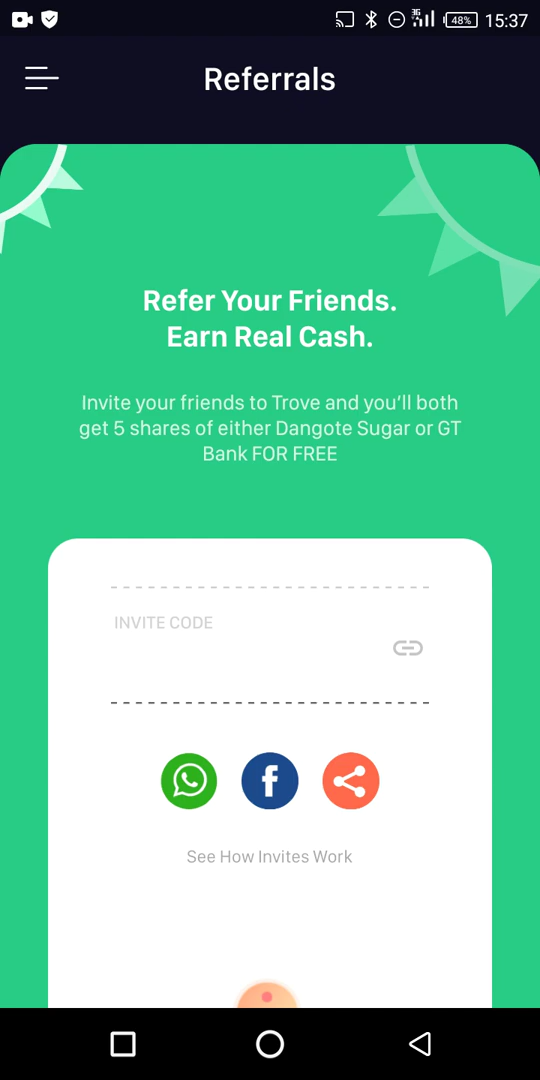 48% 15:37
Referrals
Refer Your Friends.
Earn Real Cash.
Invite your friends to Trove and you'll both
get 5 shares of either Dangote Sugar or GT
Bank FOR FREE
INVITE CODE
See How Invites Work